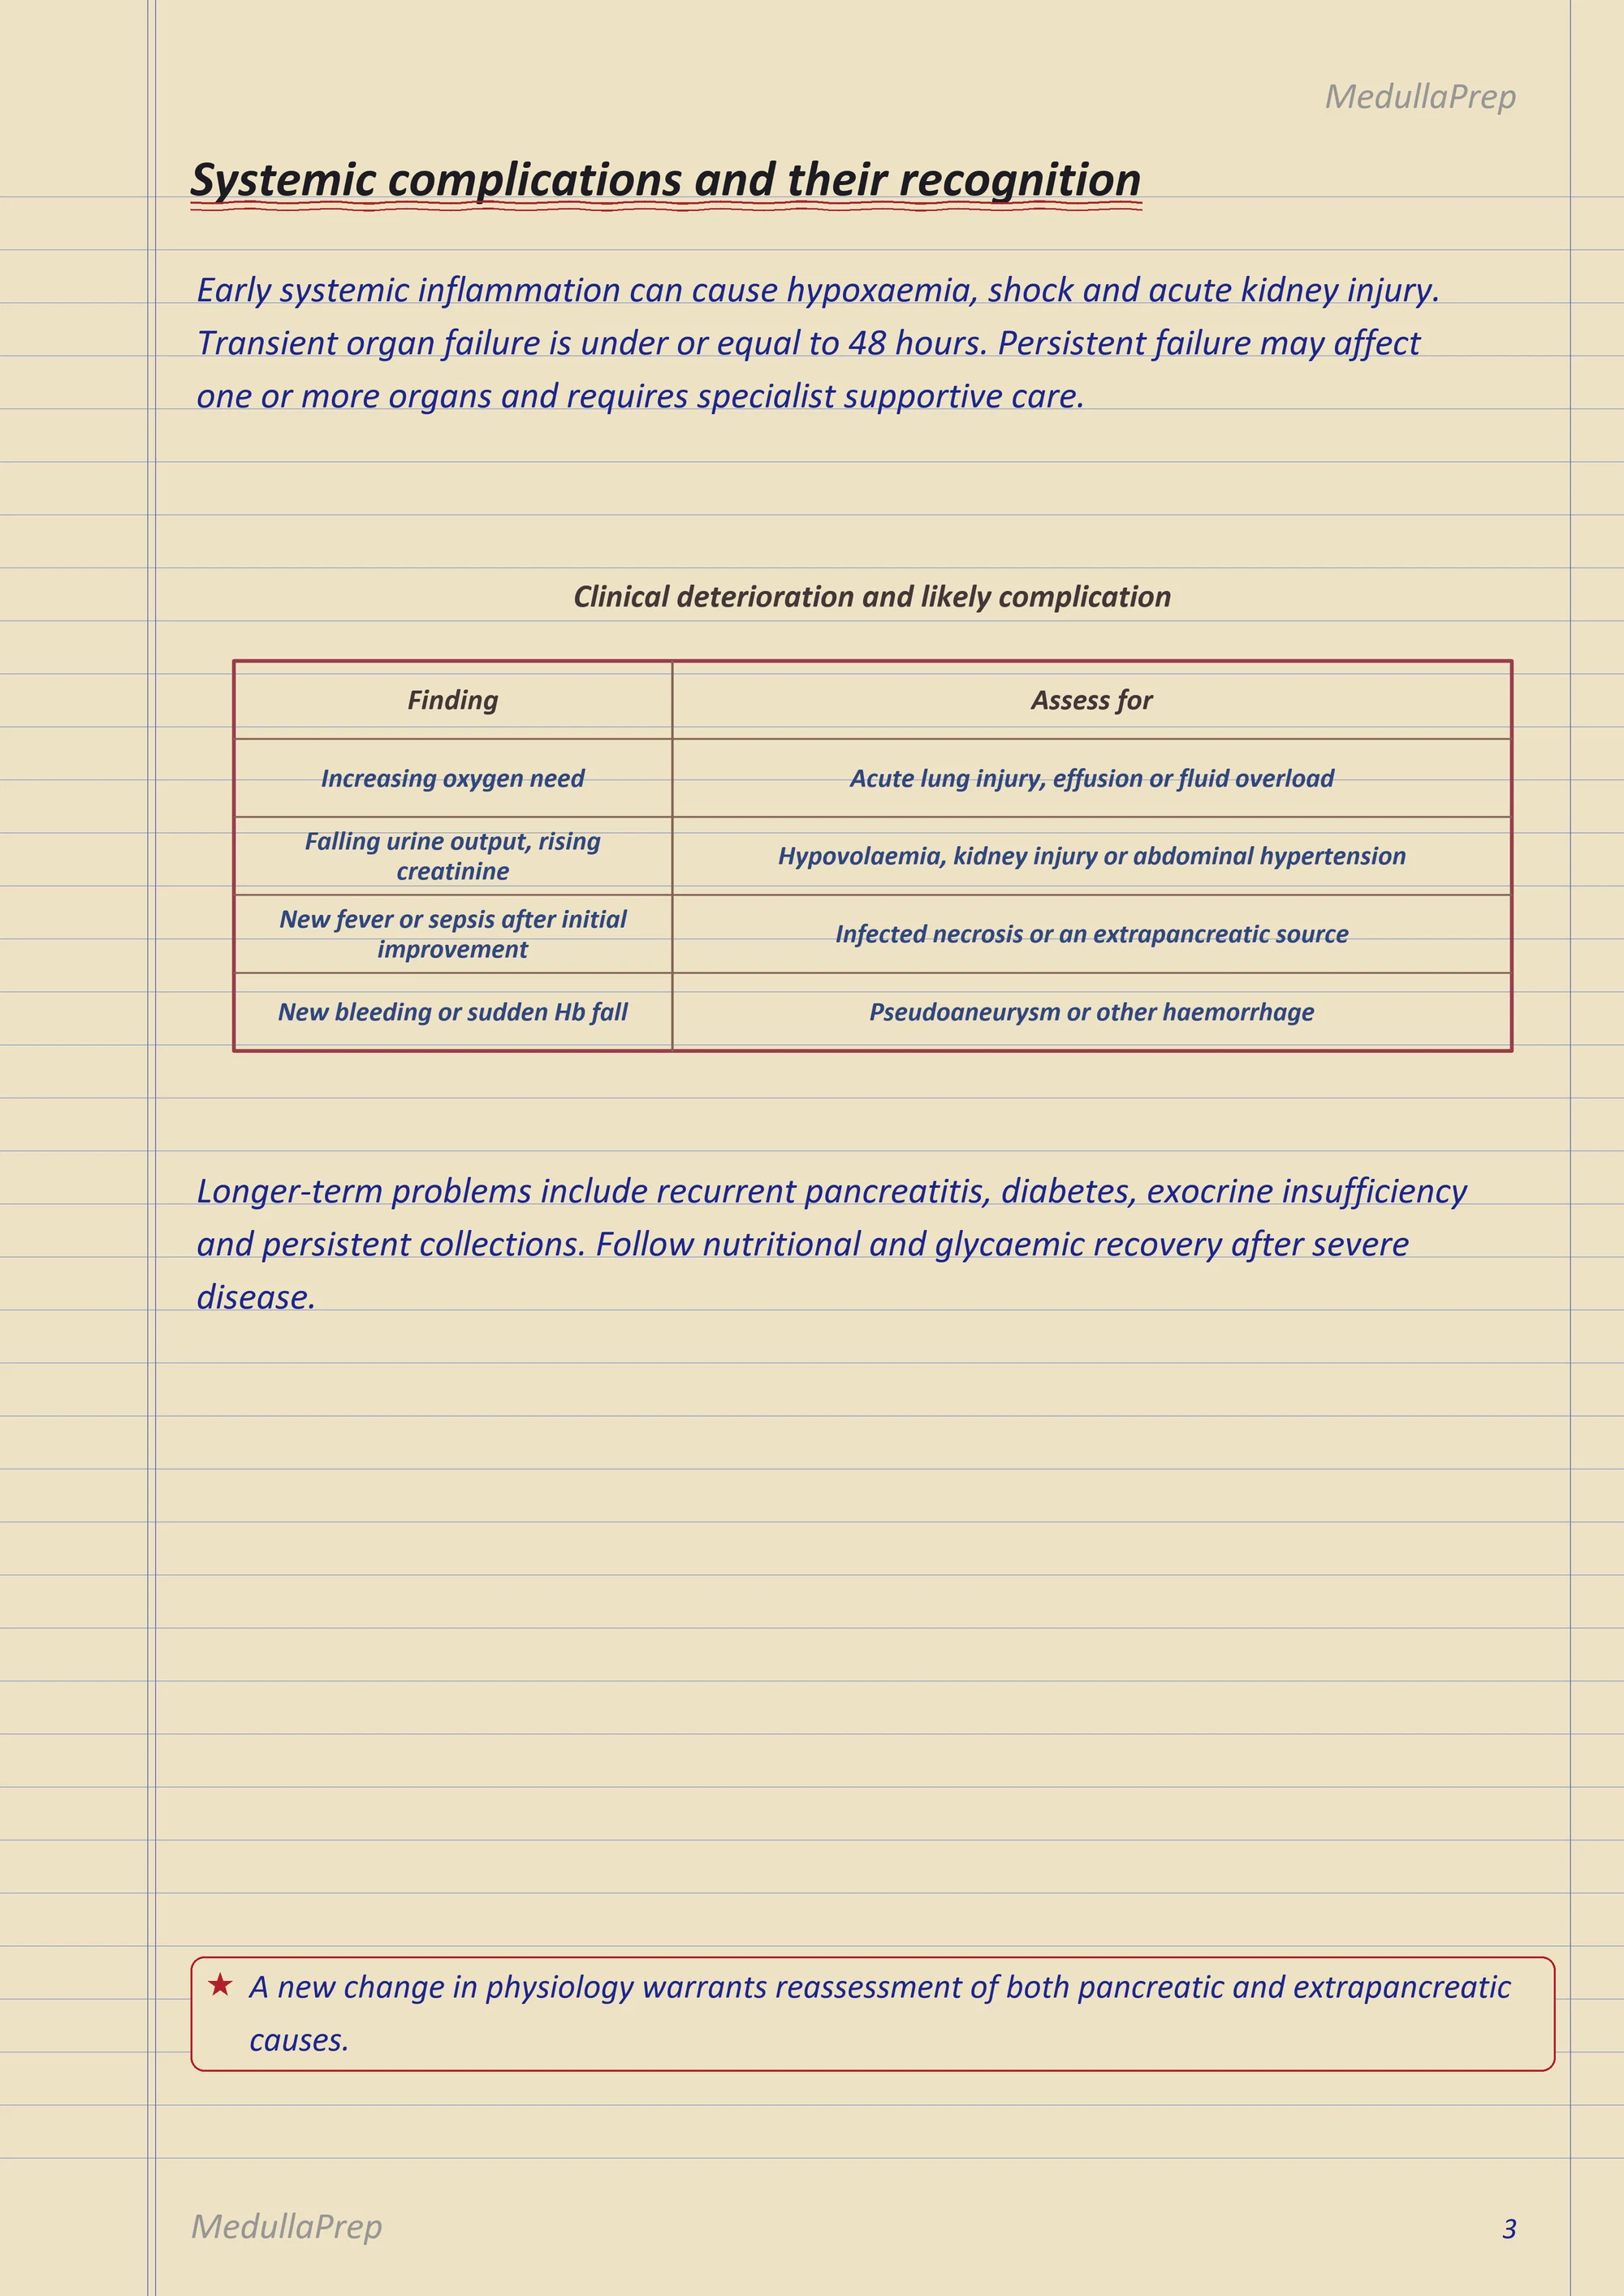 MedullaPrep
Systemic complications and their recognition
Early systemic inflammation can cause hypoxaemia, shock and acute kidney injury.
Transient organ failure is under or equal to 48 hours. Persistent failure may affect
one or more organs and requires specialist supportive care.
Clinical deterioration and likely complication
Finding Assess for
Increasing oxygen need Acute lung injury, effusion or fluid overload
Falling urine output, rising
creatinine Hypovolaemia, kidney injury or abdominal hypertension
New fever or sepsis after initial
improvement Infected necrosis or an extrapancreatic source
New bleeding or sudden Hb fall Pseudoaneurysm or other haemorrhage
Longer-term problems include recurrent pancreatitis, diabetes, exocrine insufficiency
and persistent collections. Follow nutritional and glycaemic recovery after severe
disease.
★ A new change in physiology warrants reassessment of both pancreatic and extrapancreatic
causes.
MedullaPrep 3